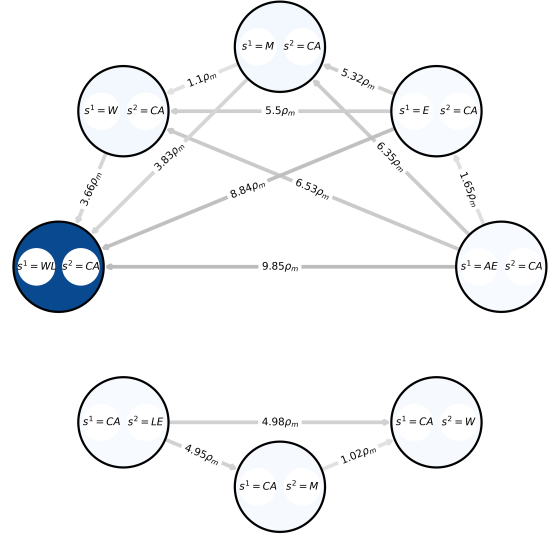 s¹ = M s² = CA
1.1ρₘ
5.32ρₘ
s¹ = W s² = CA
5.5ρₘ
s¹ = E s² = CA
3.83ρₘ
6.35ρₘ
3.66ρₘ
8.84ρₘ
6.53ρₘ
1.65ρₘ
s¹ = WL s² = CA
9.85ρₘ
s¹ = AE s² = CA
s¹ = CA s² = LE
4.98ρₘ
s¹ = CA s² = W
4.95ρₘ
1.02ρₘ
s¹ = CA s² = M